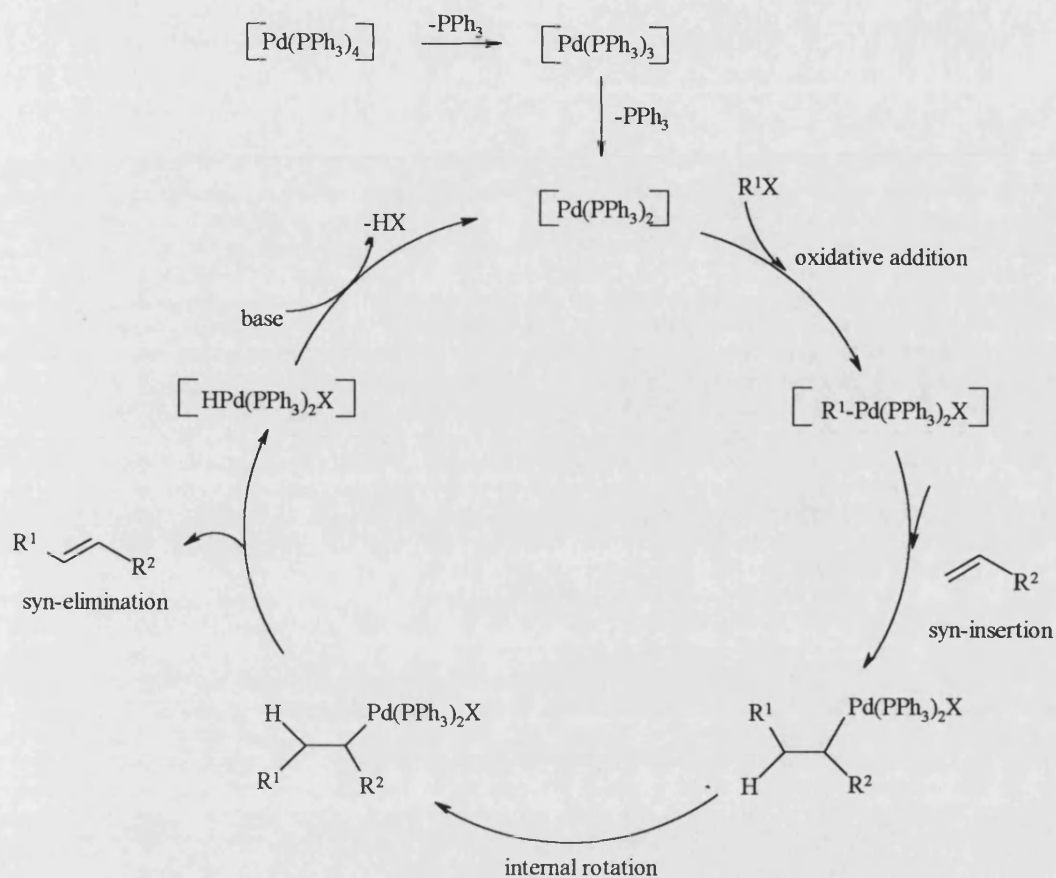 [Pd(PPh₃)₄] -PPh₃ [Pd(PPh₃)₃]
-PPh₃
R¹X
[Pd(PPh₃)₂]
-HX
oxidative addition
base
[HPd(PPh₃)₂X]
[R¹-Pd(PPh₃)₂X]
R¹
R²
syn-elimination
R²
syn-insertion
H
Pd(PPh₃)₂X
R¹
R²
R¹
Pd(PPh₃)₂X
H
R²
internal rotation